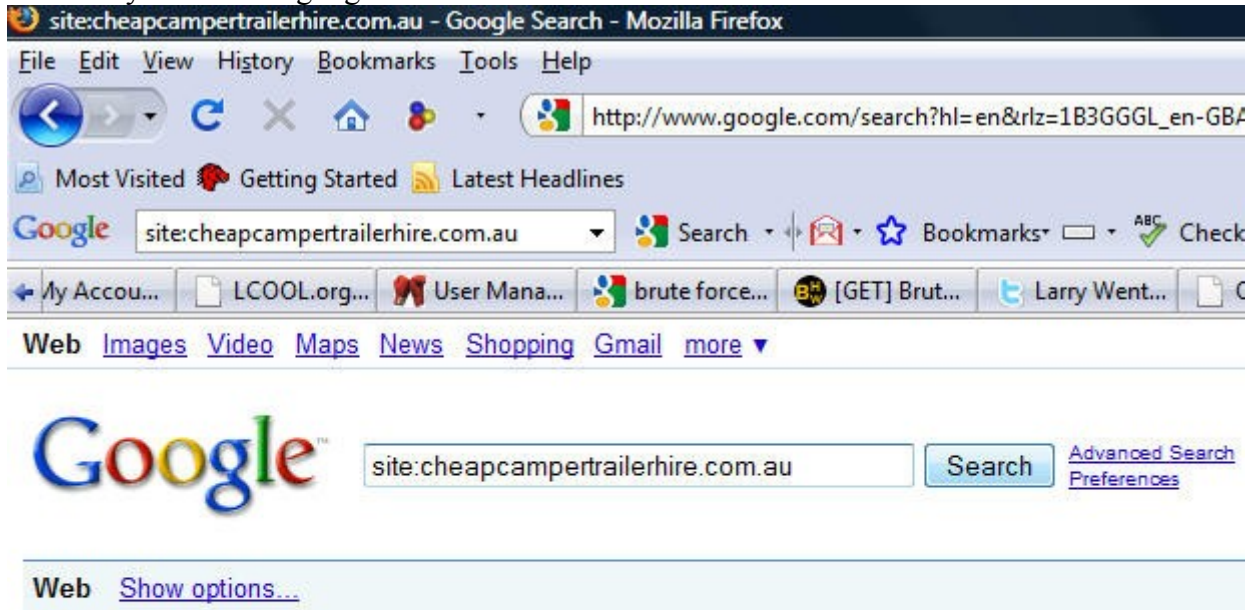 site:cheapcampertrailerhire.com.au - Google Search - Mozilla Firefox
File Edit View History Bookmarks Tools Help
http://www.google.com/search?hl=en&rlz=1B3GGGL_en-GBA
Most Visited Getting Started Latest Headlines
Google site:cheapcampertrailerhire.com.au Search Bookmarks ABC Check
My Accou... LCOOL.org... User Mana... brute force... [GET] Brut... Larry Went...
Web Images Video Maps News Shopping Gmail more ▼
Google™ site:cheapcampertrailerhire.com.au Search Advanced Search
Preferences
Web Show options...